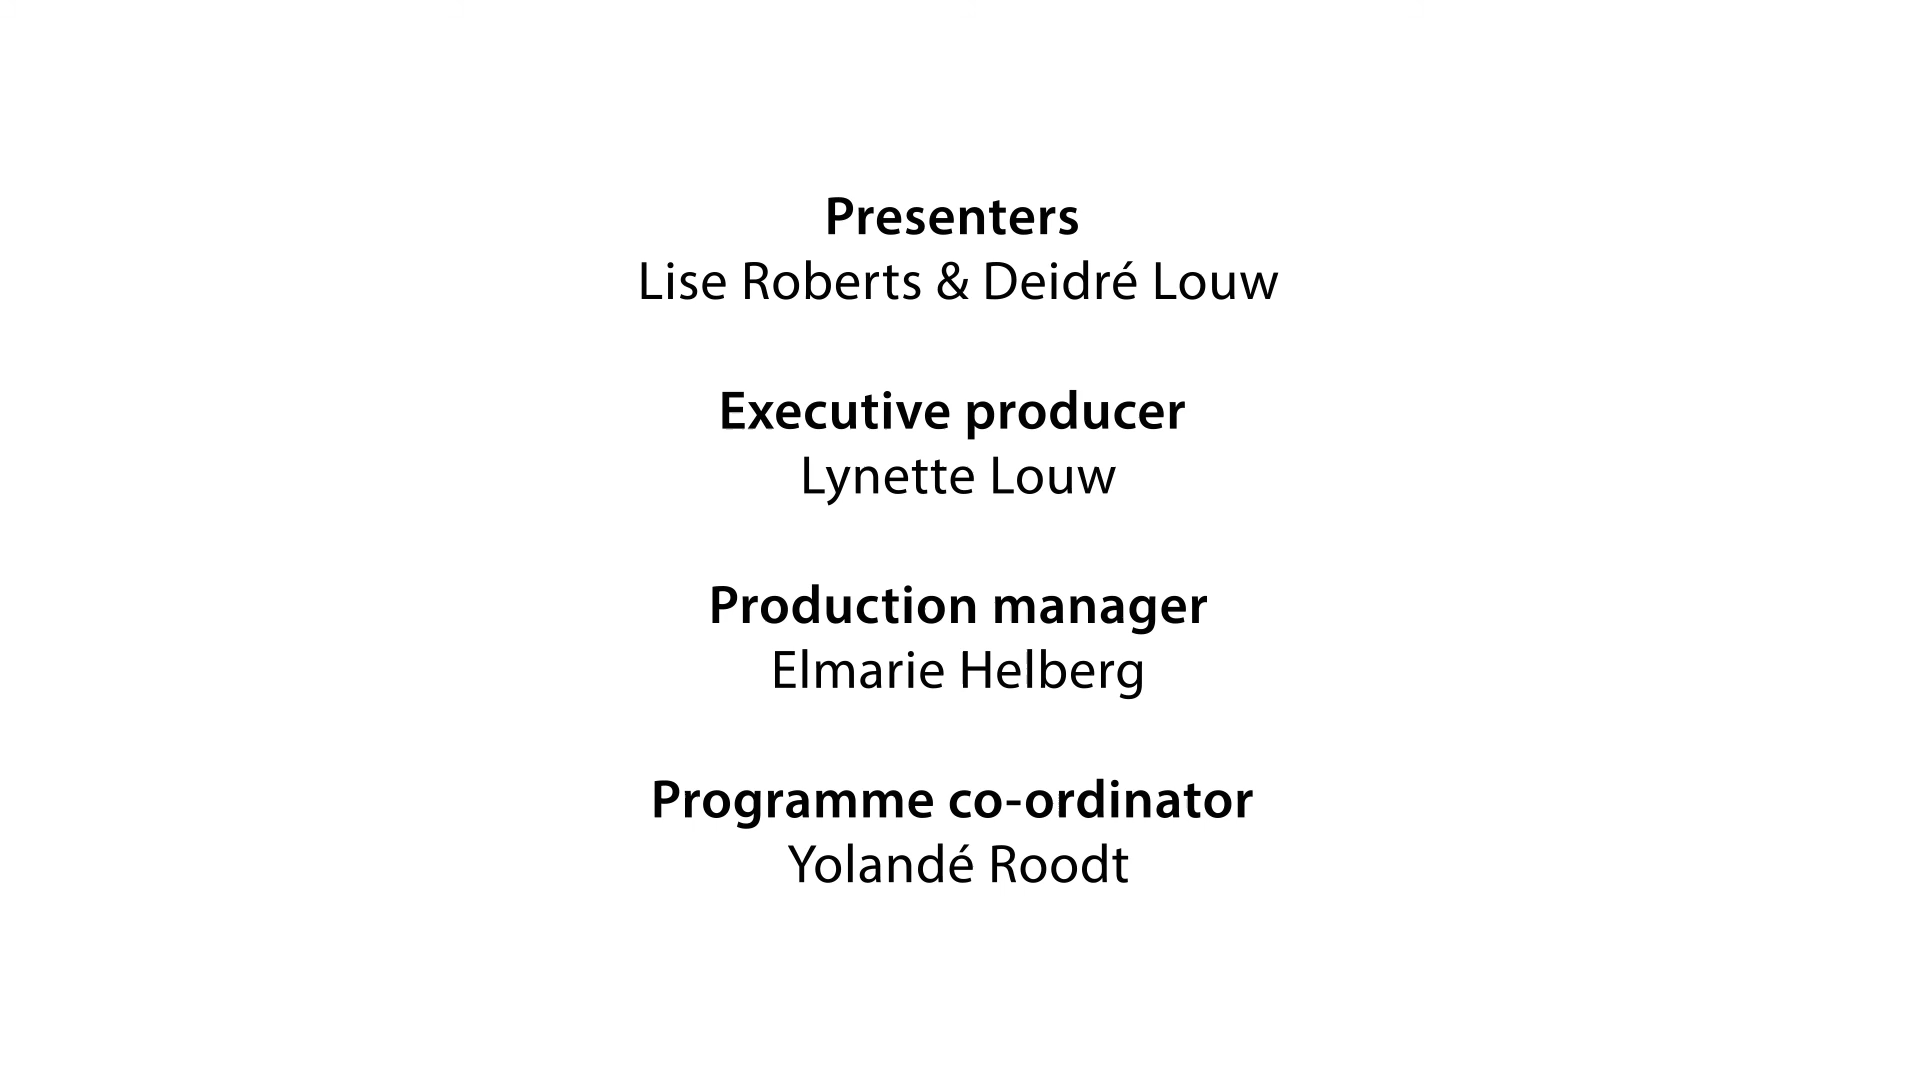 Presenters
Lise Roberts & Deidré Louw
Executive producer
Lynette Louw
Production manager
Elmarie Helberg
Programme co-ordinator
Yolandé Roodt